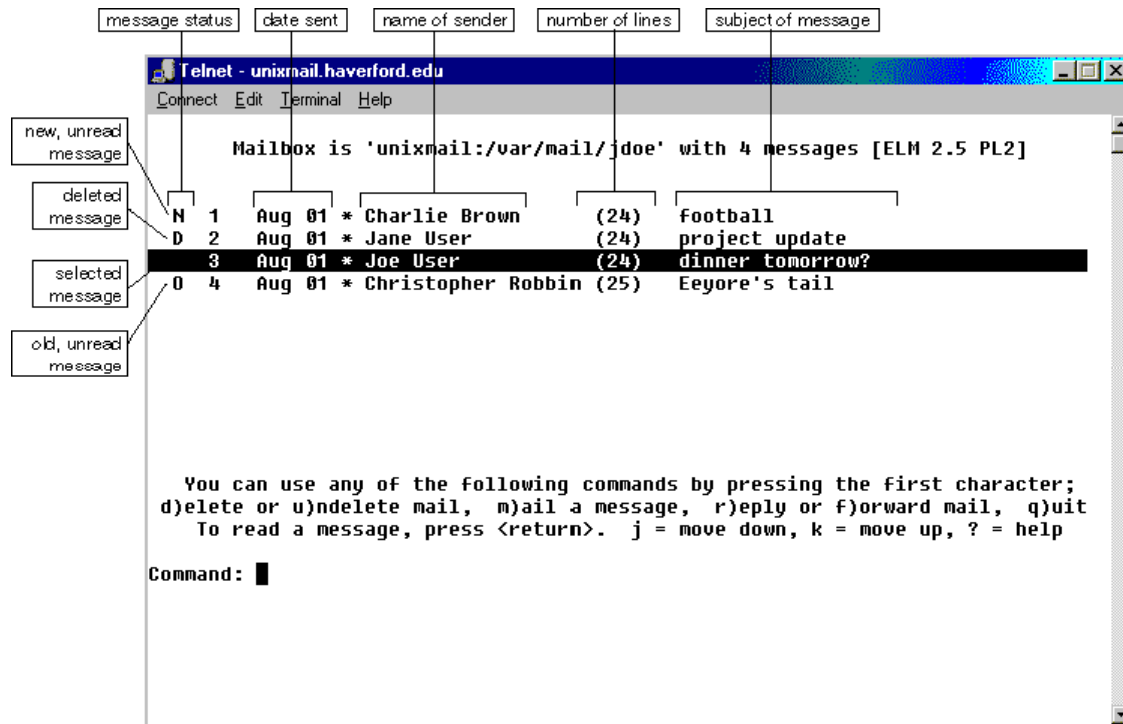 message status date sent name of sender number of lines subject of message
Telnet - unixmail.haverford.edu
Connect Edit Terminal Help
new, unread
message
Mailbox is 'unixmail:/var/mail/jdoe' with 4 messages [ELM 2.5 PL2]
deleted
message
N 1 Aug 01 * Charlie Brown (24) football
D 2 Aug 01 * Jane User (24) project update
selected
message
3 Aug 01 * Joe User (24) dinner tomorrow?
O 4 Aug 01 * Christopher Robbin (25) Eeyore's tail
old, unread
message
You can use any of the following commands by pressing the first character;
d)elete or u)ndelete mail, m)ail a message, r)eply or f)orward mail, q)uit
To read a message, press <return>. j = move down, k = move up, ? = help
Command: